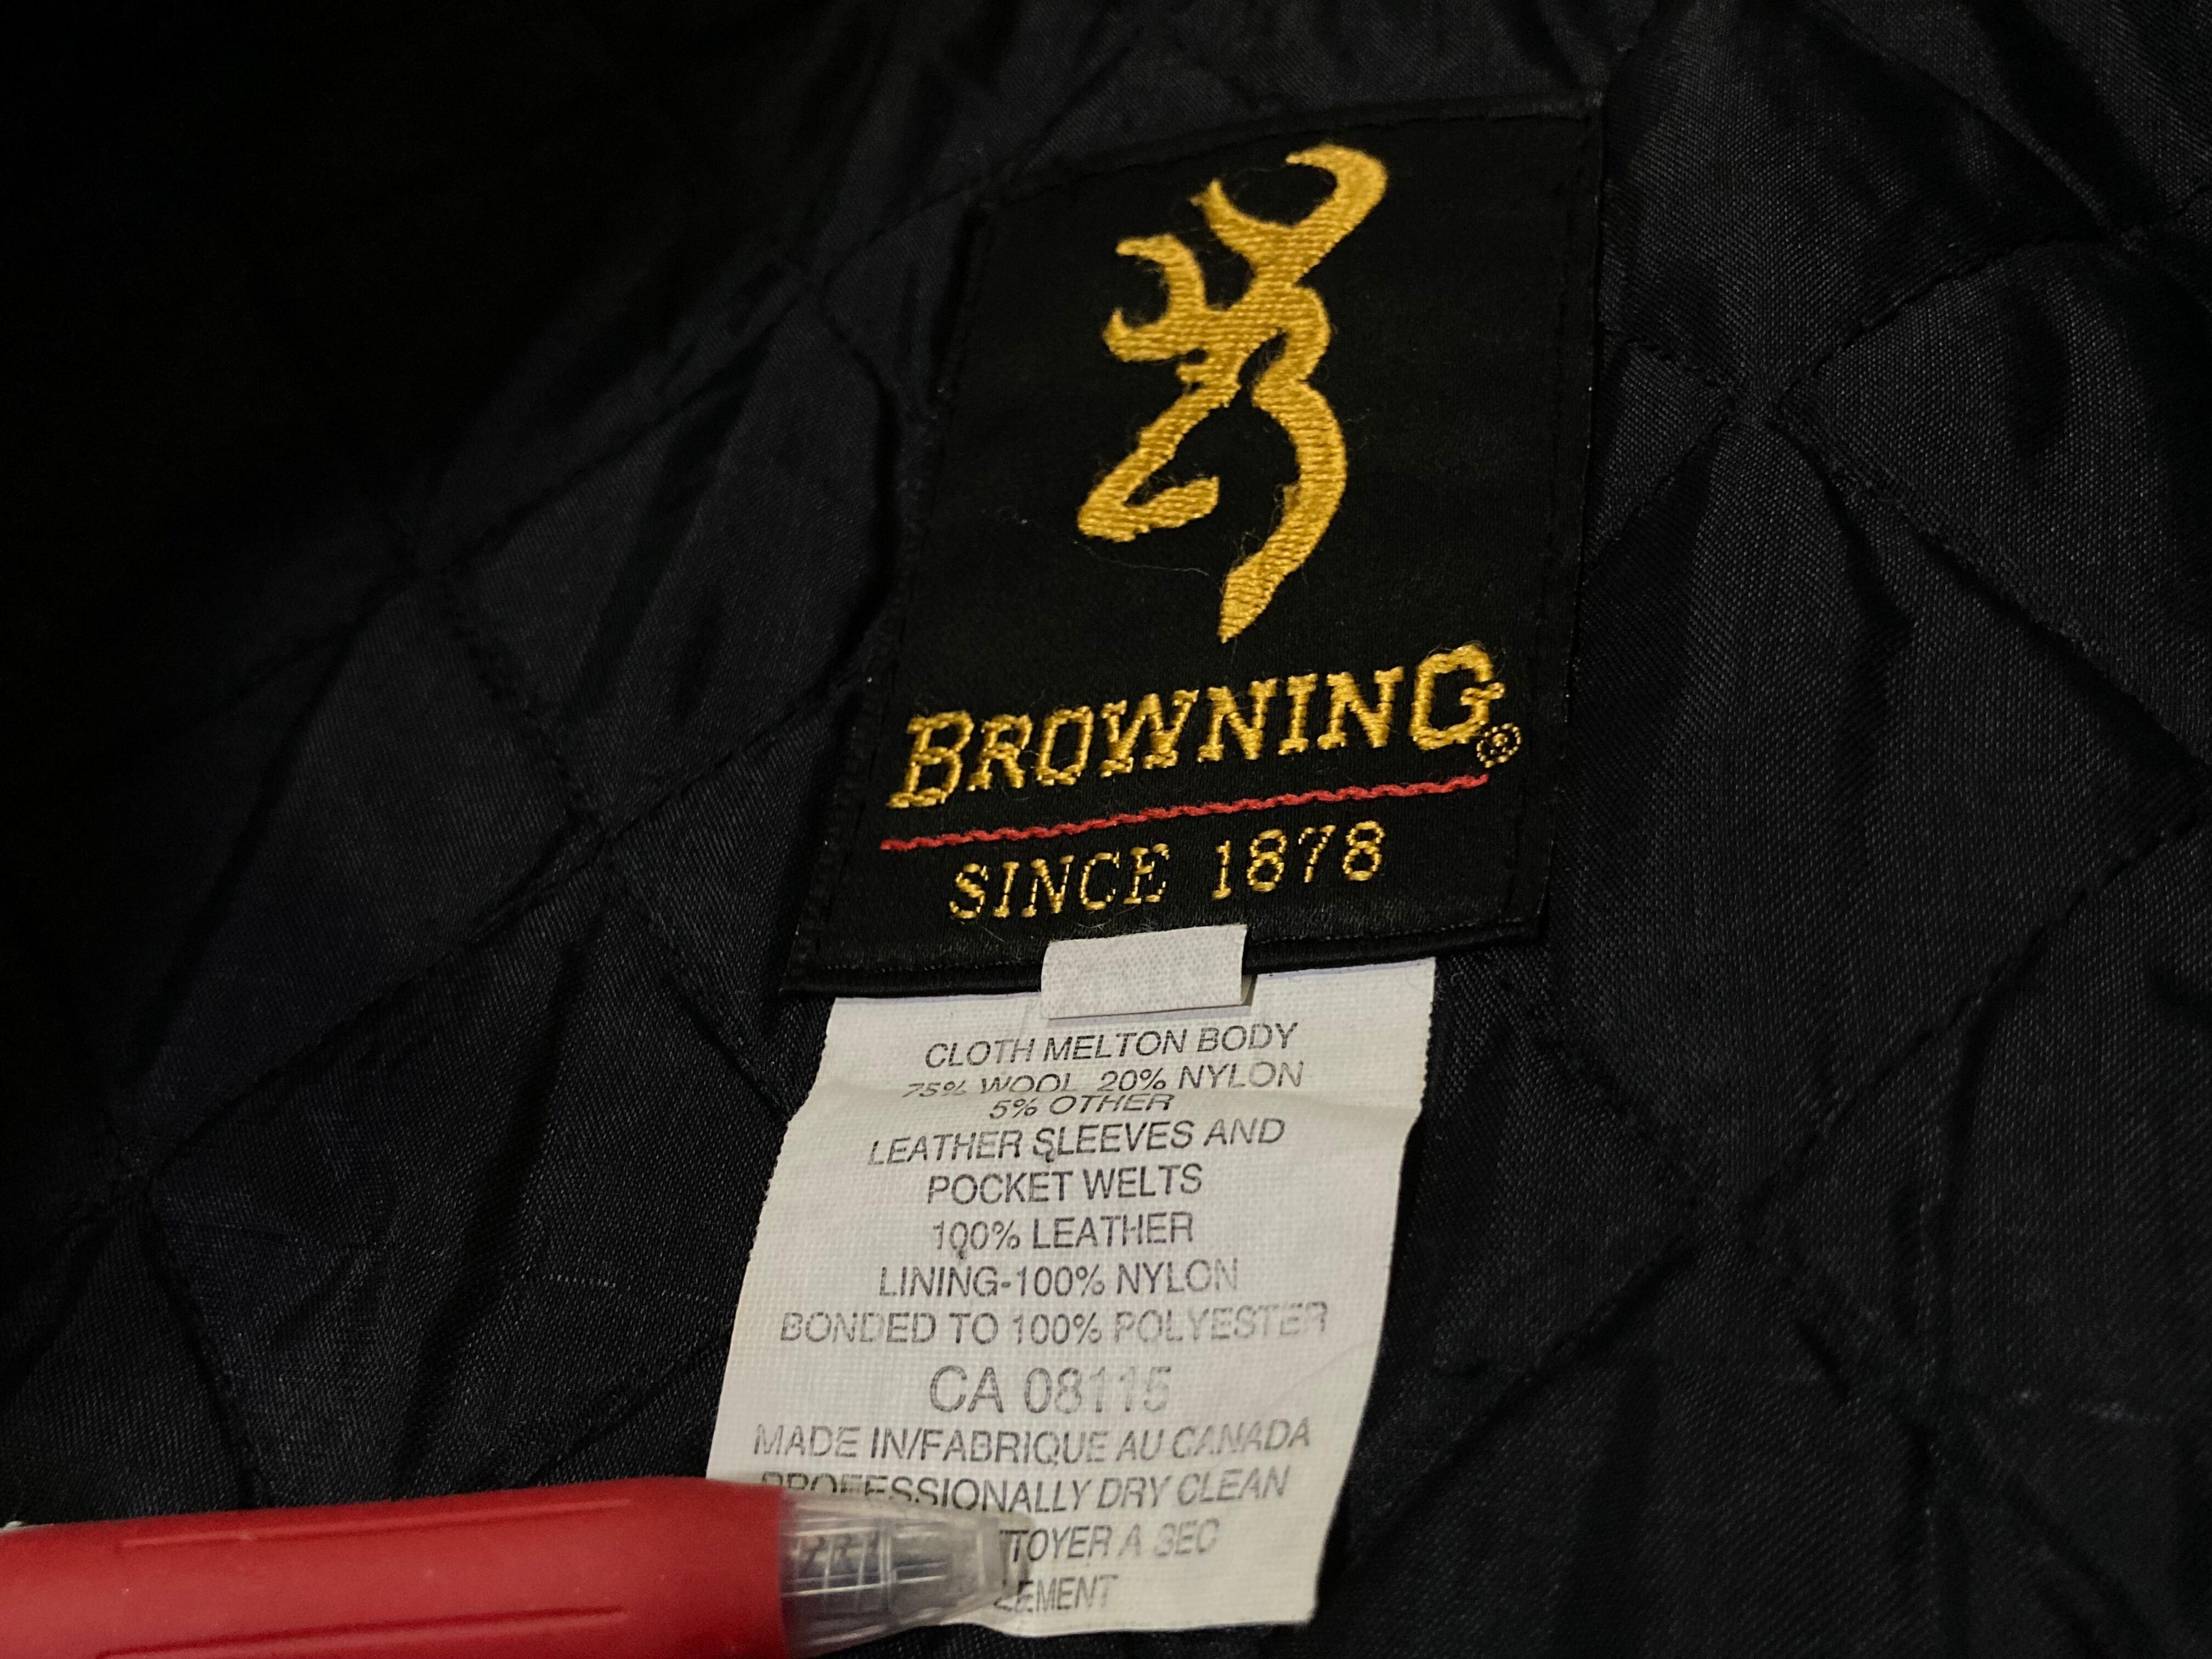 BROWNING®
SINCE 1878
CLOTH MELTON BODY
75% WOOL 20% NYLON
5% OTHER
LEATHER SLEEVES AND
POCKET WELTS
100% LEATHER
LINING-100% NYLON
BONDED TO 100% POLYESTER
CA 08115
MADE IN/FABRIQUE AU CANADA
PROFESSIONALLY DRY CLEAN
TOYER A SEC
LEMENT